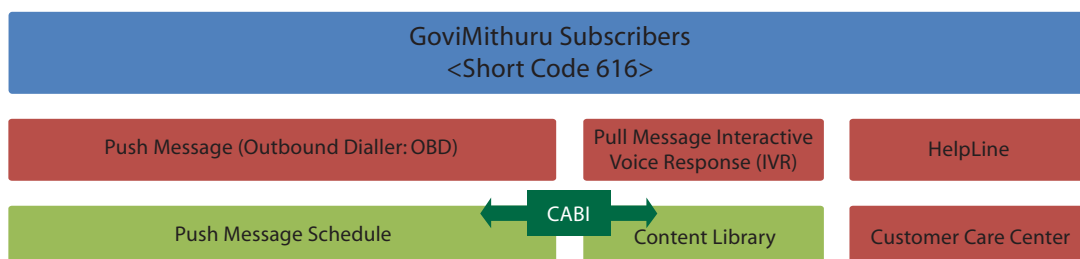 GoviMithuru Subscribers
<Short Code 616>
Push Message (Outbound Dialler: OBD)
Pull Message Interactive
Voice Response (IVR)
HelpLine
CABI
Push Message Schedule
Content Library
Customer Care Center